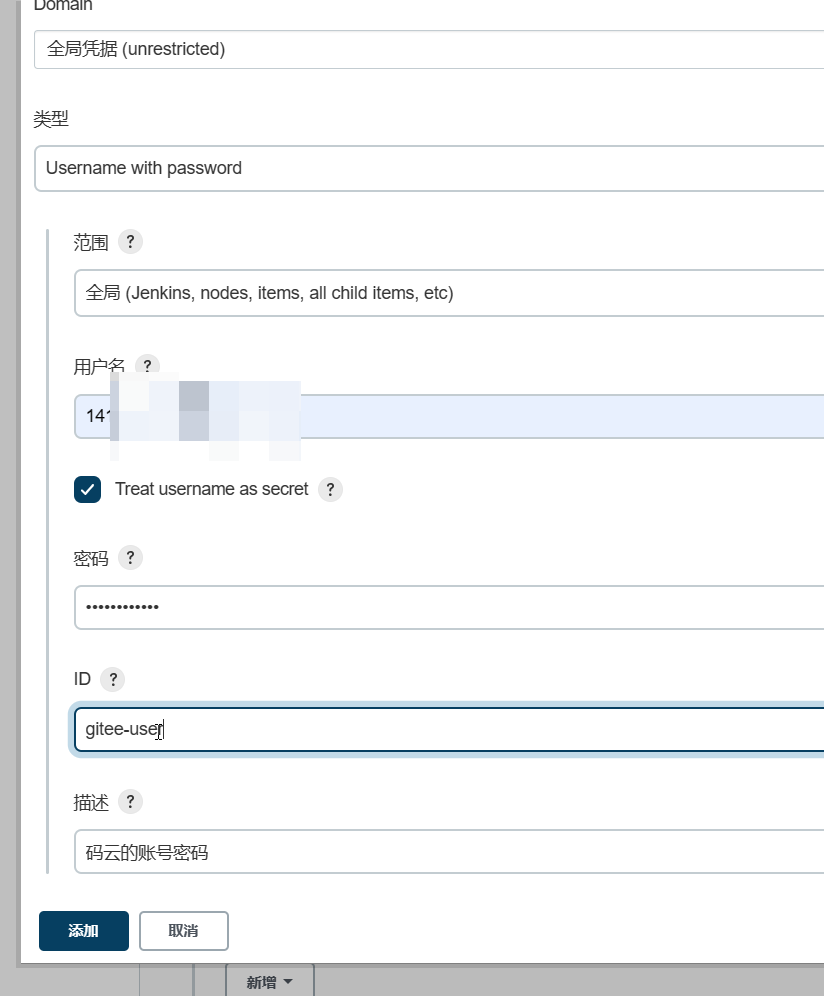 Domain
全局凭据 (unrestricted)
类型
Username with password
范围 ?
全局 (Jenkins, nodes, items, all child items, etc)
用户名 ?
141
Treat username as secret ?
密码 ?
••••••••••••
ID ?
gitee-user
描述 ?
码云的账号密码
添加 取消
新增